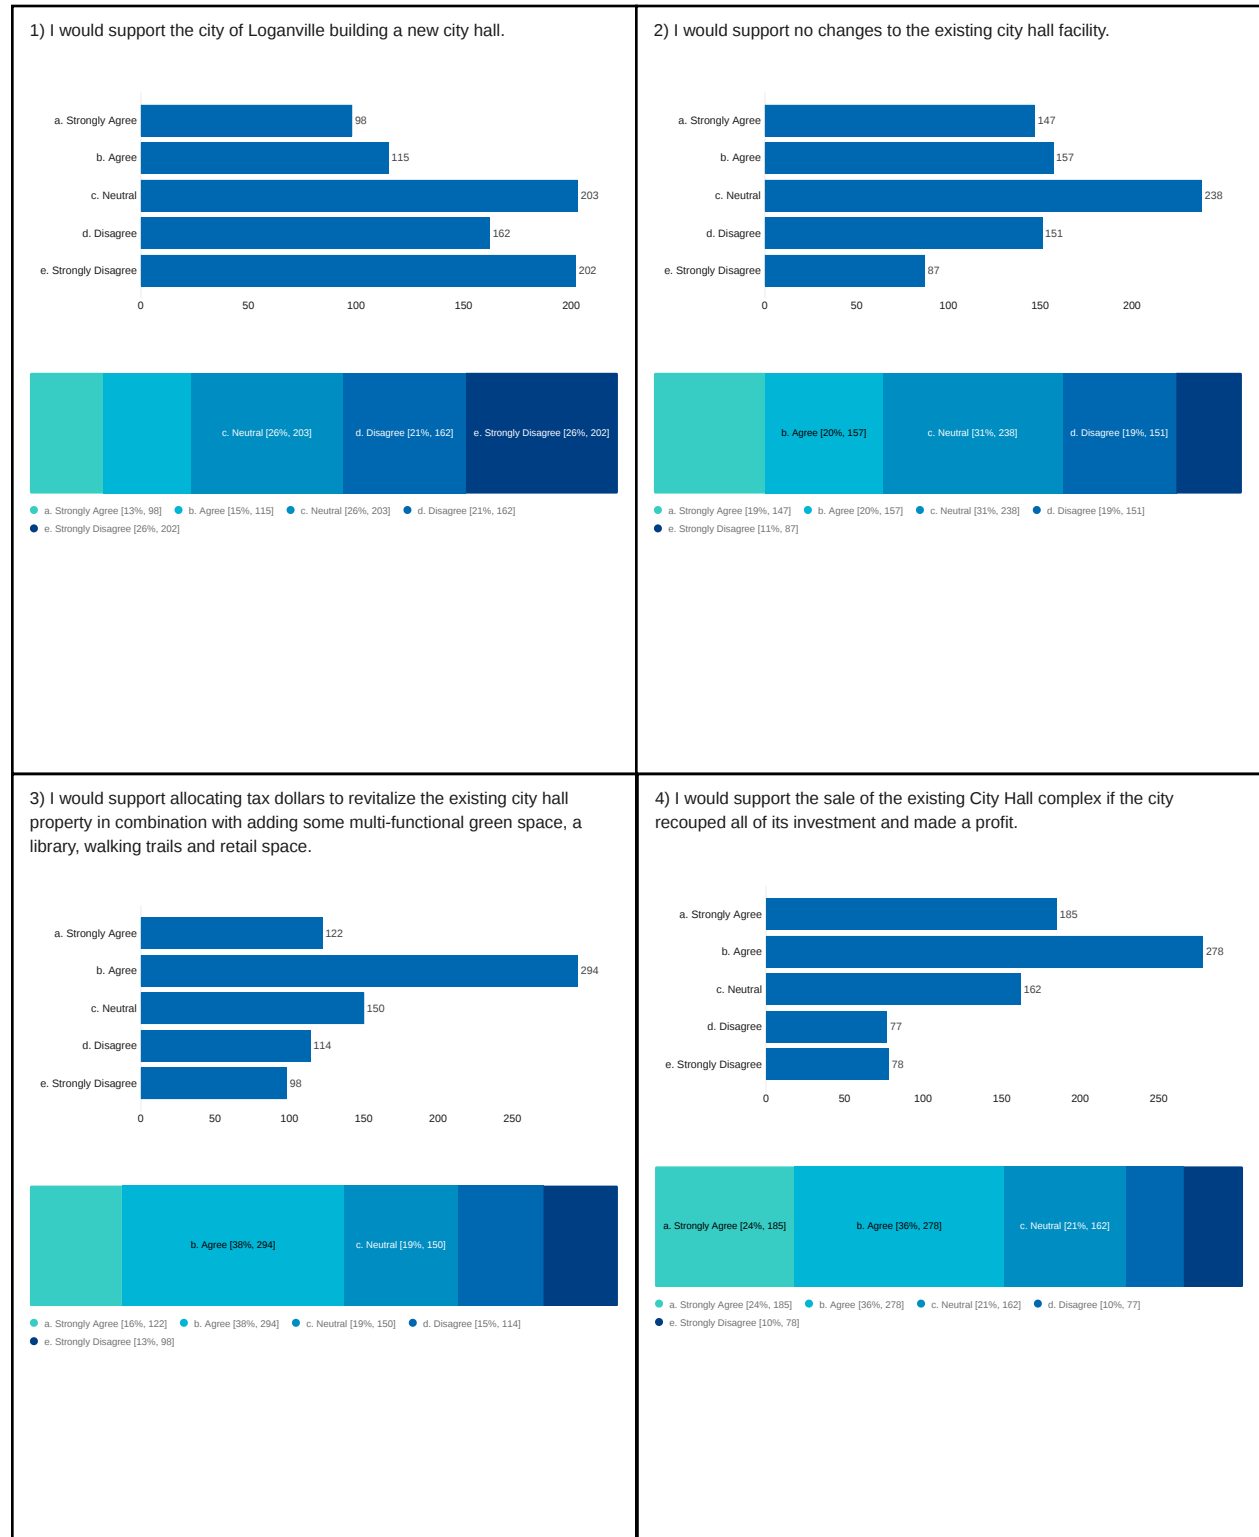 1) I would support the city of Loganville building a new city hall.
a. Strongly Agree
98
b. Agree
115
c. Neutral
203
d. Disagree
162
e. Strongly Disagree
202
0 50 100 150 200
c. Neutral [26%, 203] d. Disagree [21%, 162] e. Strongly Disagree [26%, 202]
a. Strongly Agree [13%, 98] b. Agree [15%, 115] c. Neutral [26%, 203] d. Disagree [21%, 162]
e. Strongly Disagree [26%, 202]
2) I would support no changes to the existing city hall facility.
a. Strongly Agree
147
b. Agree
157
c. Neutral
238
d. Disagree
151
e. Strongly Disagree
87
0 50 100 150 200
b. Agree [20%, 157] c. Neutral [31%, 238] d. Disagree [19%, 151]
a. Strongly Agree [19%, 147] b. Agree [20%, 157] c. Neutral [31%, 238] d. Disagree [19%, 151]
e. Strongly Disagree [11%, 87]
3) I would support allocating tax dollars to revitalize the existing city hall
property in combination with adding some multi-functional green space, a
library, walking trails and retail space.
a. Strongly Agree
122
b. Agree
294
c. Neutral
150
d. Disagree
114
e. Strongly Disagree
98
0 50 100 150 200 250
b. Agree [38%, 294] c. Neutral [19%, 150]
a. Strongly Agree [16%, 122] b. Agree [38%, 294] c. Neutral [19%, 150] d. Disagree [15%, 114]
e. Strongly Disagree [13%, 98]
4) I would support the sale of the existing City Hall complex if the city
recouped all of its investment and made a profit.
a. Strongly Agree
185
b. Agree
278
c. Neutral
162
d. Disagree
77
e. Strongly Disagree
78
0 50 100 150 200 250
a. Strongly Agree [24%, 185] b. Agree [36%, 278] c. Neutral [21%, 162]
a. Strongly Agree [24%, 185] b. Agree [36%, 278] c. Neutral [21%, 162] d. Disagree [10%, 77]
e. Strongly Disagree [10%, 78]